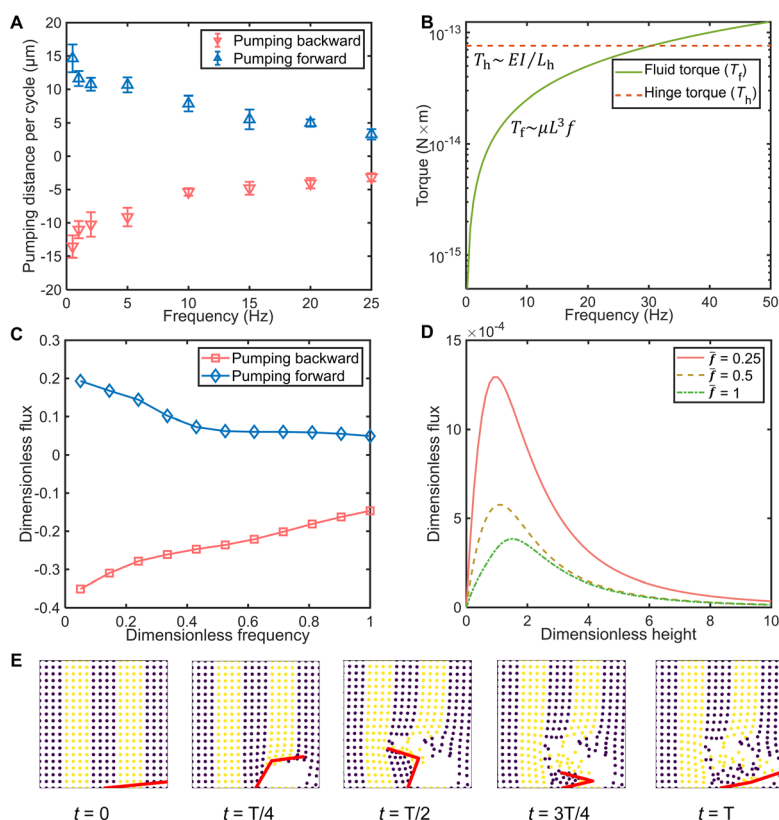 A
Pumping distance per cycle (μm)
20
15
10
5
0
-5
-10
-15
-20
Pumping backward
Pumping forward
0
5
10
15
20
25
Frequency (Hz)
B
Torque (N×m)
10⁻¹³
10⁻¹⁴
10⁻¹⁵
Tₕ~ EI/Lₕ
Fluid torque (T_f)
Hinge torque (Tₕ)
T_f~μL³f
0
10
20
30
40
50
Frequency (Hz)
C
Dimensionless flux
0.3
0.2
0.1
0
-0.1
-0.2
-0.3
-0.4
Pumping backward
Pumping forward
0
0.2
0.4
0.6
0.8
1
Dimensionless frequency
D
Dimensionless flux
×10⁻⁴
15
10
5
0
f̄ = 0.25
f̄ = 0.5
f̄ = 1
0
2
4
6
8
10
Dimensionless height
E
t = 0
t = T/4
t = T/2
t = 3T/4
t = T